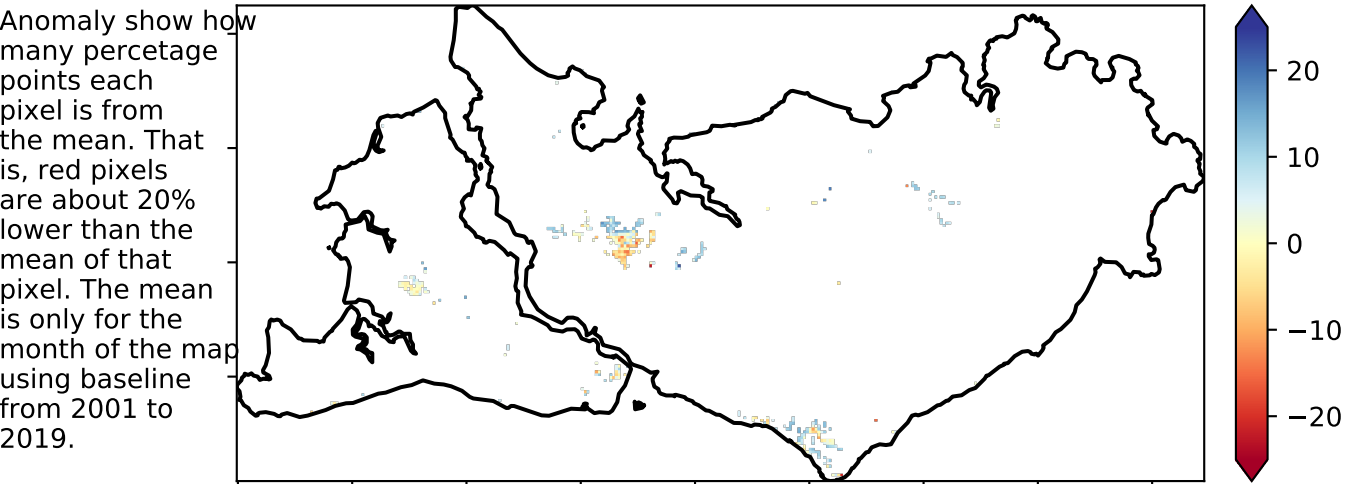 Anomaly show how
many percetage
points each
pixel is from
the mean. That
is, red pixels
are about 20%
lower than the
mean of that
pixel. The mean
is only for the
month of the map
using baseline
from 2001 to
2019.
20
10
0
−10
−20